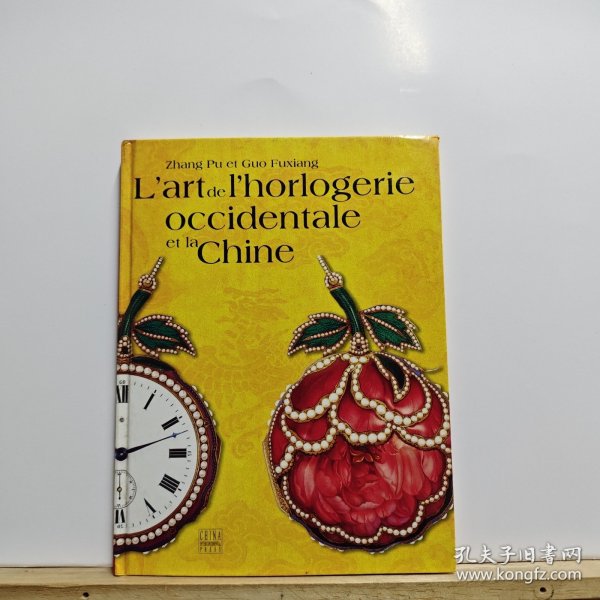 Zhang Pu et Guo Fuxiang
L'art de l'horlogerie
occidentale
et la Chine
60
CHINA
PRESS
孔夫子旧书网
www.kongfz.com